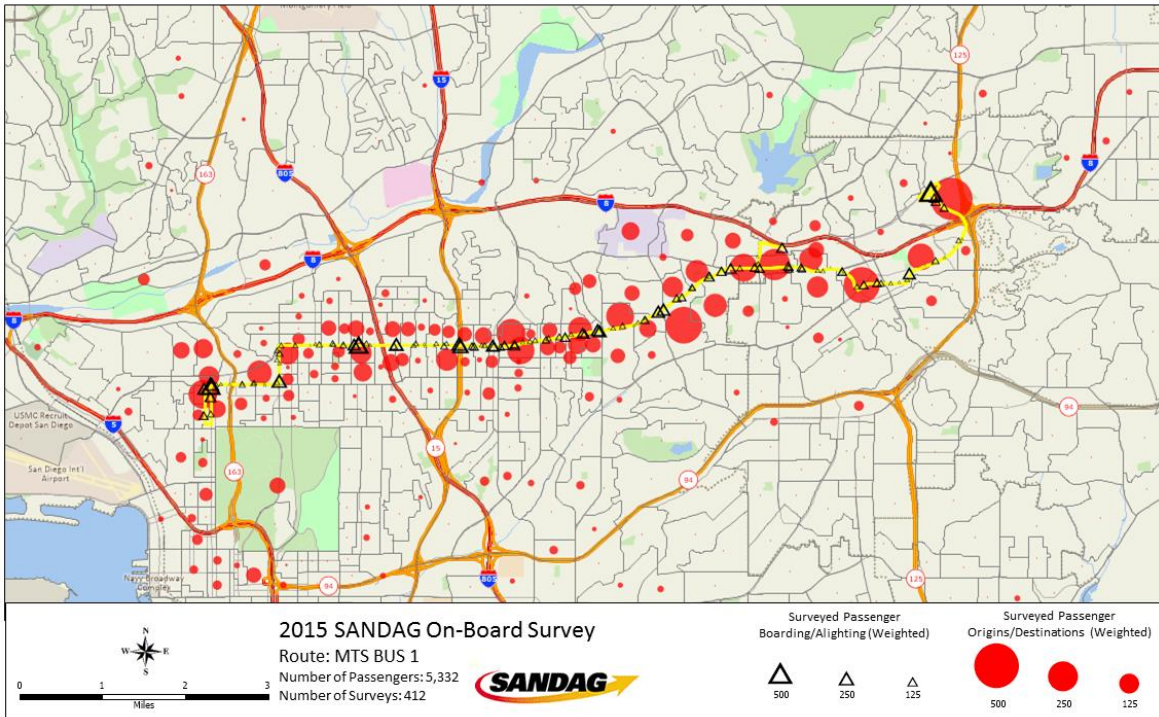 Montgomery Field
125
15
805
8
163
8
8
8
15
163
5
94
94
94
805
125
USMC Recruit
Depot San Diego
San Diego Int'l
Airport
Navy Broadway
Complex
N
W E
S
0 1 2 3
Miles
2015 SANDAG On-Board Survey
Route: MTS BUS 1
Number of Passengers: 5,332
Number of Surveys: 412
SANDAG
Surveyed Passenger
Boarding/Alighting (Weighted)
500 250 125
Surveyed Passenger
Origins/Destinations (Weighted)
500 250 125